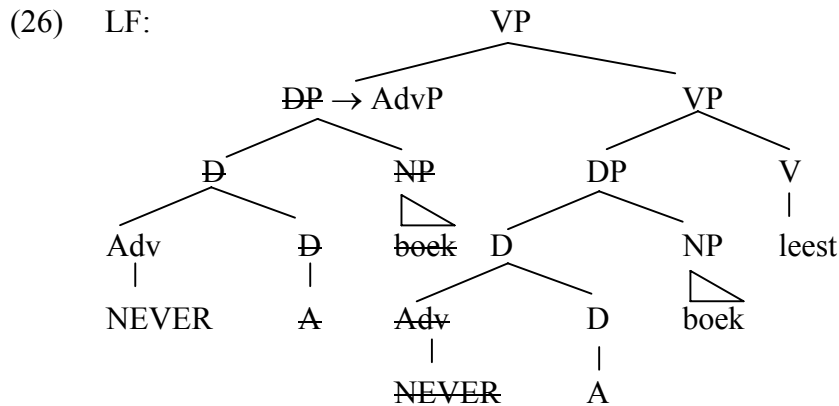 (26) LF: VP
DP → AdvP VP
D NP DP V
Adv D boek D NP leest
NEVER A Adv D boek
NEVER A